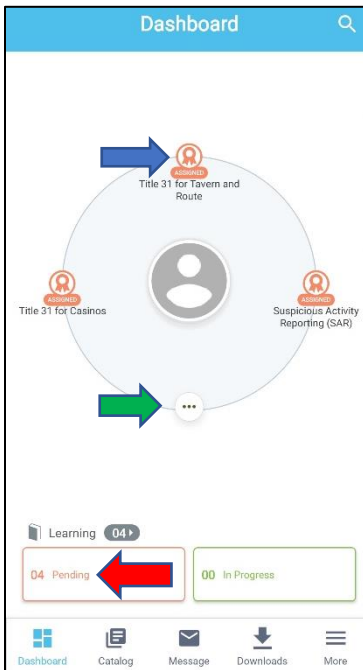 Dashboard
ASSIGNED
Title 31 for Tavern and
Route
ASSIGNED
Title 31 for Casinos
ASSIGNED
Suspicious Activity
Reporting (SAR)
Learning 04
04 Pending
00 In Progress
Dashboard Catalog Message Downloads More